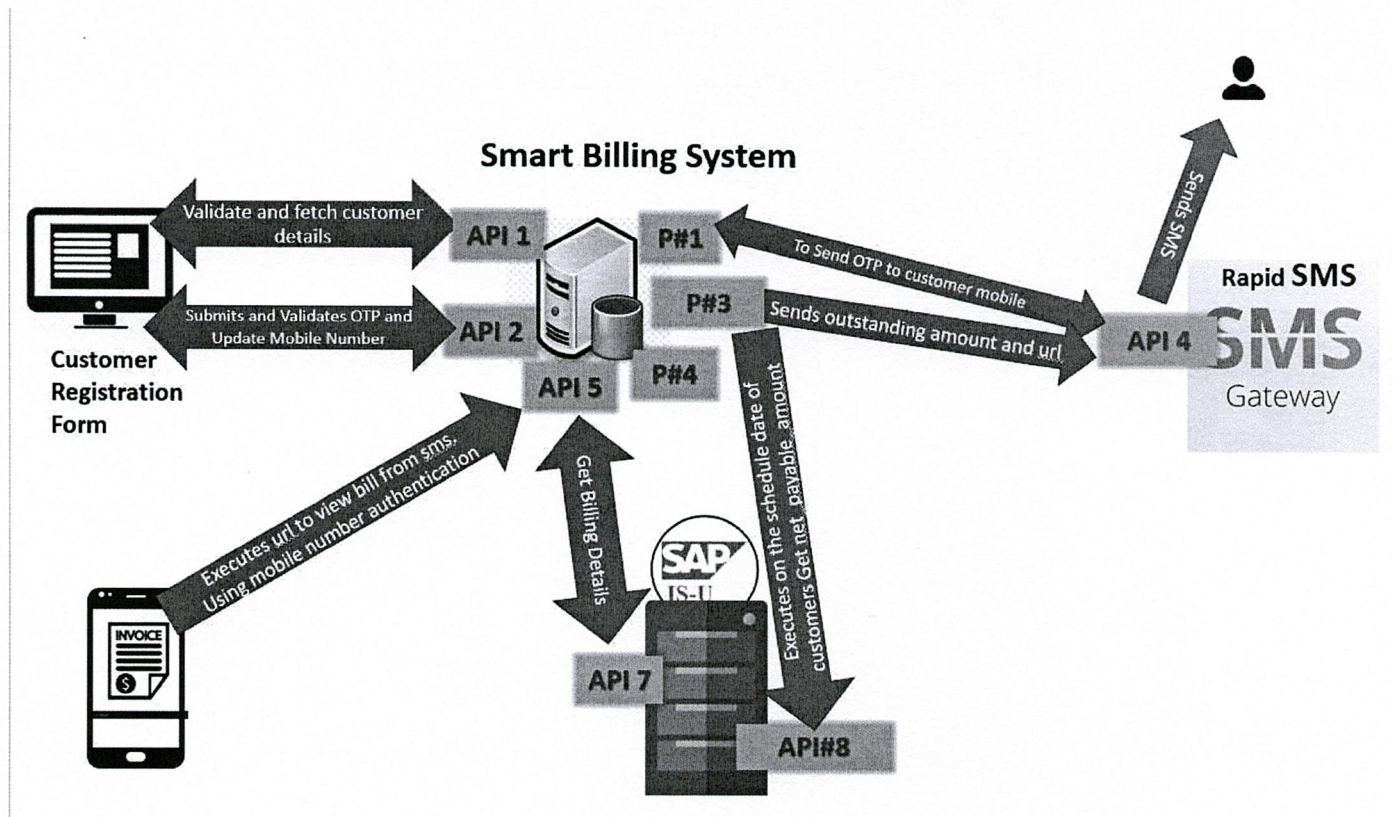 Smart Billing System
Validate and fetch customer
details
API 1
P#1
To Send OTP to customer mobile
Sends SMS
Rapid SMS
SMS
Gateway
API 4
P#3
Sends outstanding amount and url
Submits and Validates OTP and
Update Mobile Number
API 2
P#4
API 5
Customer
Registration
Form
Executes url to view bill from sms.
Using mobile number authentication
Get Billing Details
Executes on the schedule date of
customers Get net payable amount
SAP
IS-U
INVOICE
$
API 7
API#8